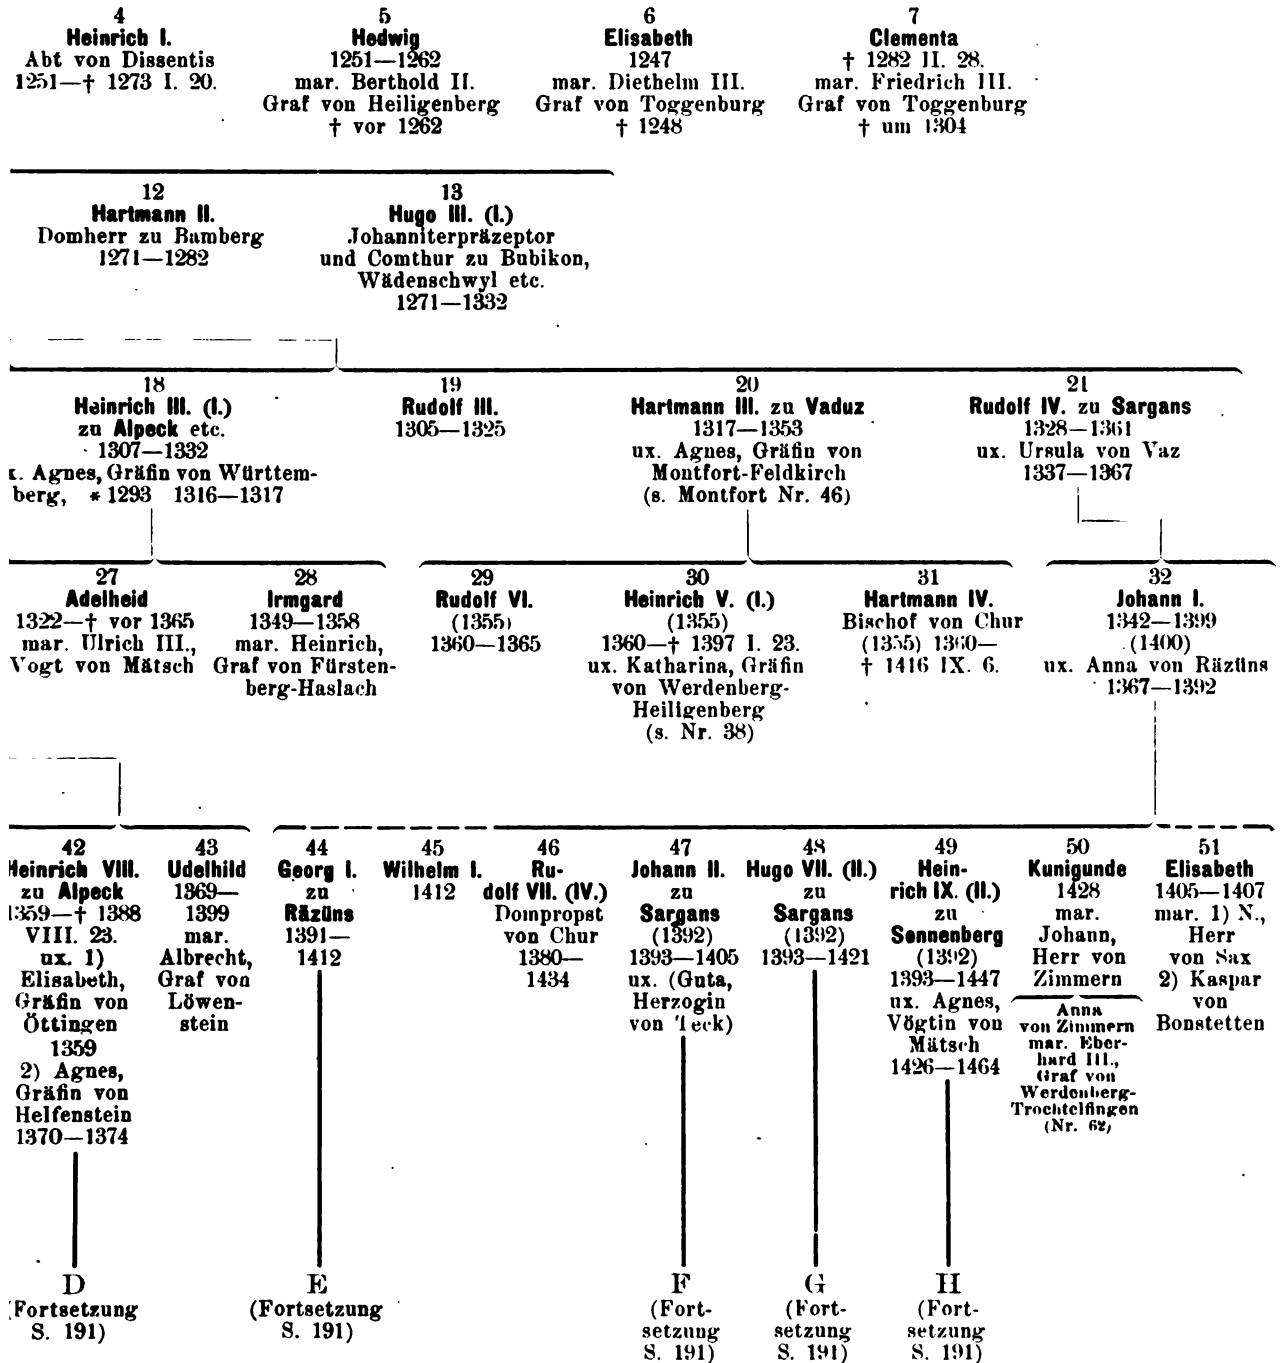 4
Heinrich I.
Abt von Dissentis
1251—† 1273 I. 20.
5
Hedwig
1251—1262
mar. Berthold II.
Graf von Heiligenberg
† vor 1262
6
Elisabeth
1247
mar. Diethelm III.
Graf von Toggenburg
† 1248
7
Clementa
† 1282 II. 28.
mar. Friedrich III.
Graf von Toggenburg
† um 1304
12
Hartmann II.
Domherr zu Bamberg
1271—1282
13
Hugo III. (I.)
Johanniterpräzeptor
und Comthur zu Bubikon,
Wädenschwyl etc.
1271—1332
18
Heinrich III. (I.)
zu Alpeck etc.
1307—1332
x. Agnes, Gräfin von Württem-
berg, * 1293 1316—1317
19
Rudolf III.
1305—1325
20
Hartmann III. zu Vaduz
1317—1353
ux. Agnes, Gräfin von
Montfort-Feldkirch
(s. Montfort Nr. 46)
21
Rudolf IV. zu Sargans
1328—1361
ux. Ursula von Vaz
1337—1367
27
Adelheid
1322—† vor 1365
mar. Ulrich III.,
Vogt von Mätsch
28
Irmgard
1349—1358
mar. Heinrich,
Graf von Fürsten-
berg-Haslach
29
Rudolf VI.
(1355)
1360—1365
30
Heinrich V. (I.)
(1355)
1360—† 1397 I. 23.
ux. Katharina, Gräfin
von Werdenberg-
Heiligenberg
(s. Nr. 38)
31
Hartmann IV.
Bischof von Chur
(1355) 1360—
† 1416 IX. 6.
32
Johann I.
1342—1399
(1400)
ux. Anna von Räzüns
1367—1392
42
Heinrich VIII.
zu Alpeck
1359—† 1388
VIII. 23.
ux. 1)
Elisabeth,
Gräfin von
Öttingen
1359
2) Agnes,
Gräfin von
Helfenstein
1370—1374
43
Udelhild
1369—
1399
mar.
Albrecht,
Graf von
Löwen-
stein
44
Georg I.
zu
Räzüns
1391—
1412
45
Wilhelm I.
1412
46
Ru-
dolf VII. (IV.)
Dompropst
von Chur
1380—
1434
47
Johann II.
zu
Sargans
(1392)
1393—1405
ux. (Guta,
Herzogin
von Teck)
48
Hugo VII. (II.)
zu
Sargans
(1392)
1393—1421
49
Hein-
rich IX. (II.)
zu
Sonnenberg
(1392)
1393—1447
ux. Agnes,
Vögtin von
Mätsch
1426—1464
50
Kunigunde
1428
mar.
Johann,
Herr von
Zimmern
Anna
von Zimmern
mar. Eber-
hard III.,
Graf von
Werdenberg-
Trochtelfingen
(Nr. 62)
51
Elisabeth
1405—1407
mar. 1) N.,
Herr
von Sax
2) Kaspar
von
Bonstetten
D
(Fortsetzung
S. 191)
E
(Fortsetzung
S. 191)
F
(Fort-
setzung
S. 191)
G
(Fort-
setzung
S. 191)
H
(Fort-
setzung
S. 191)